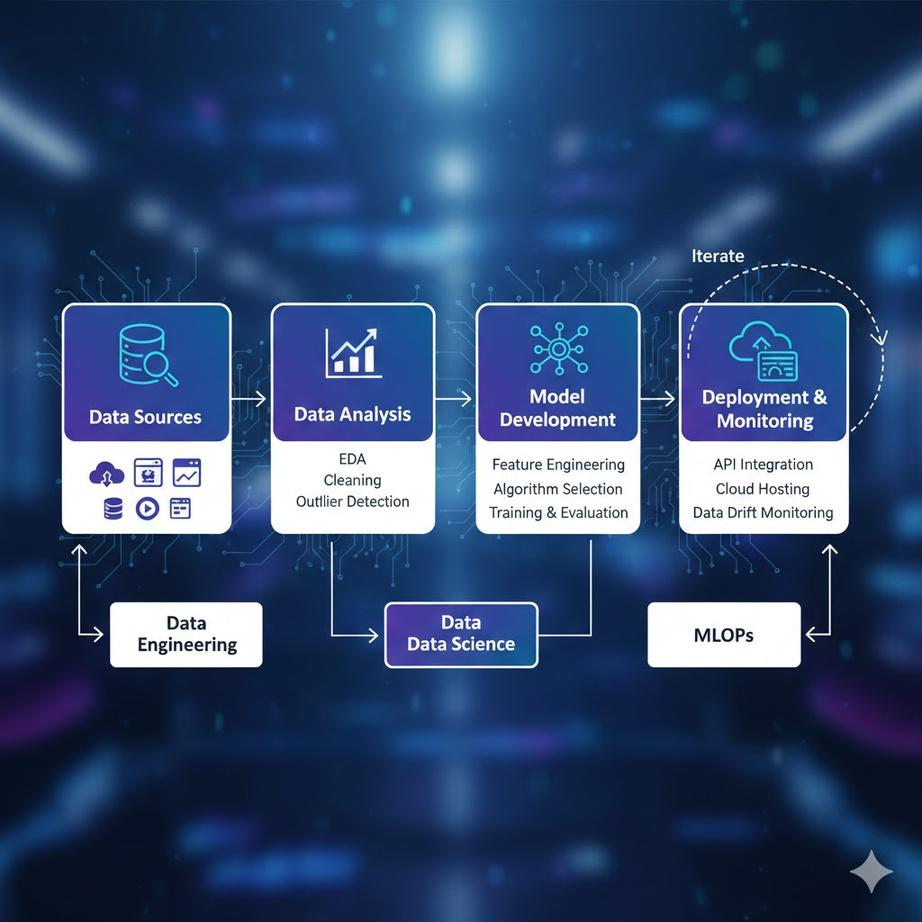 Iterate
Data Sources
Data Analysis
EDA
Cleaning
Outlier Detection
Model
Development
Feature Engineering
Algorithm Selection
Training & Evaluation
Deployment &
Monitoring
API Integration
Cloud Hosting
Data Drift Monitoring
Data
Engineering
Data
Data Science
MLOPs